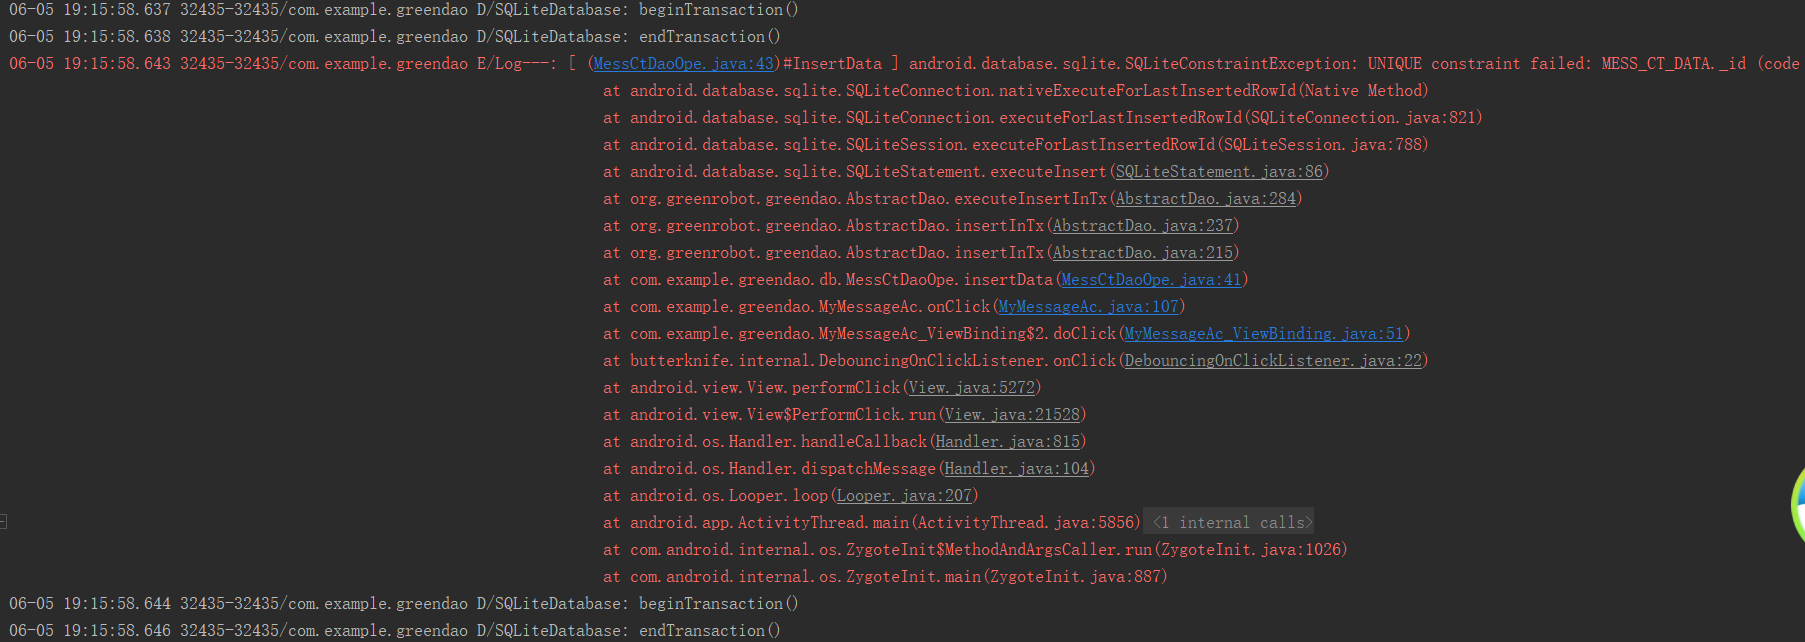 06-05 19:15:58.637 32435-32435/com.example.greendao D/SQLiteDatabase: beginTransaction()
06-05 19:15:58.638 32435-32435/com.example.greendao D/SQLiteDatabase: endTransaction()
06-05 19:15:58.643 32435-32435/com.example.greendao E/Log---: [ (MessCtDaoOpe.java:43)#InsertData ] android.database.sqlite.SQLiteConstraintException: UNIQUE constraint failed: MESS_CT_DATA._id (code
at android.database.sqlite.SQLiteConnection.nativeExecuteForLastInsertedRowId(Native Method)
at android.database.sqlite.SQLiteConnection.executeForLastInsertedRowId(SQLiteConnection.java:821)
at android.database.sqlite.SQLiteSession.executeForLastInsertedRowId(SQLiteSession.java:788)
at android.database.sqlite.SQLiteStatement.executeInsert(SQLiteStatement.java:86)
at org.greenrobot.greendao.AbstractDao.executeInsertInTx(AbstractDao.java:284)
at org.greenrobot.greendao.AbstractDao.insertInTx(AbstractDao.java:237)
at org.greenrobot.greendao.AbstractDao.insertInTx(AbstractDao.java:215)
at com.example.greendao.db.MessCtDaoOpe.insertData(MessCtDaoOpe.java:41)
at com.example.greendao.MyMessageAc.onClick(MyMessageAc.java:107)
at com.example.greendao.MyMessageAc_ViewBinding$2.doClick(MyMessageAc_ViewBinding.java:51)
at butterknife.internal.DebouncingOnClickListener.onClick(DebouncingOnClickListener.java:22)
at android.view.View.performClick(View.java:5272)
at android.view.View$PerformClick.run(View.java:21528)
at android.os.Handler.handleCallback(Handler.java:815)
at android.os.Handler.dispatchMessage(Handler.java:104)
at android.os.Looper.loop(Looper.java:207)
at android.app.ActivityThread.main(ActivityThread.java:5856) <1 internal calls>
at com.android.internal.os.ZygoteInit$MethodAndArgsCaller.run(ZygoteInit.java:1026)
at com.android.internal.os.ZygoteInit.main(ZygoteInit.java:887)
06-05 19:15:58.644 32435-32435/com.example.greendao D/SQLiteDatabase: beginTransaction()
06-05 19:15:58.646 32435-32435/com.example.greendao D/SQLiteDatabase: endTransaction()